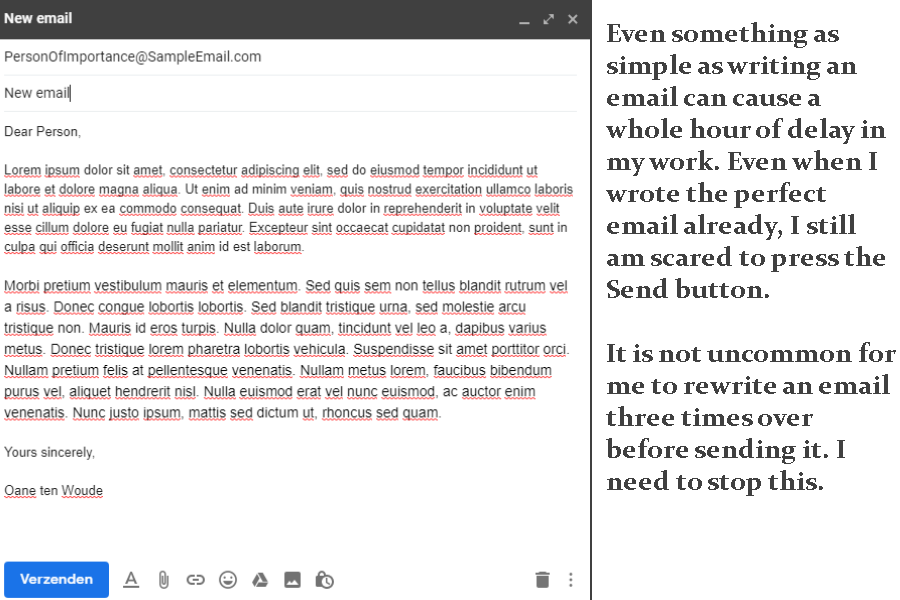 New email
PersonOfImportance@SampleEmail.com
New email
Dear Person,
Lorem ipsum dolor sit amet, consectetur adipiscing elit, sed do eiusmod tempor incididunt ut
labore et dolore magna aliqua. Ut enim ad minim veniam, quis nostrud exercitation ullamco laboris
nisi ut aliquip ex ea commodo consequat. Duis aute irure dolor in reprehenderit in voluptate velit
esse cillum dolore eu fugiat nulla pariatur. Excepteur sint occaecat cupidatat non proident, sunt in
culpa qui officia deserunt mollit anim id est laborum.
Morbi pretium vestibulum mauris et elementum. Sed quis sem non tellus blandit rutrum vel
a risus. Donec congue lobortis lobortis. Sed blandit tristique urna, sed molestie arcu
tristique non. Mauris id eros turpis. Nulla dolor quam, tincidunt vel leo a, dapibus varius
metus. Donec tristique lorem pharetra lobortis vehicula. Suspendisse sit amet porttitor orci.
Nullam pretium felis at pellentesque venenatis. Nullam metus lorem, faucibus bibendum
purus vel, aliquet hendrerit nisl. Nulla euismod erat vel nunc euismod, ac auctor enim
venenatis. Nunc justo ipsum, mattis sed dictum ut, rhoncus sed quam.
Yours sincerely,
Oane ten Woude
Verzenden
Even something as
simple as writing an
email can cause a
whole hour of delay in
my work. Even when I
wrote the perfect
email already, I still
am scared to press the
Send button.
It is not uncommon for
me to rewrite an email
three times over
before sending it. I
need to stop this.